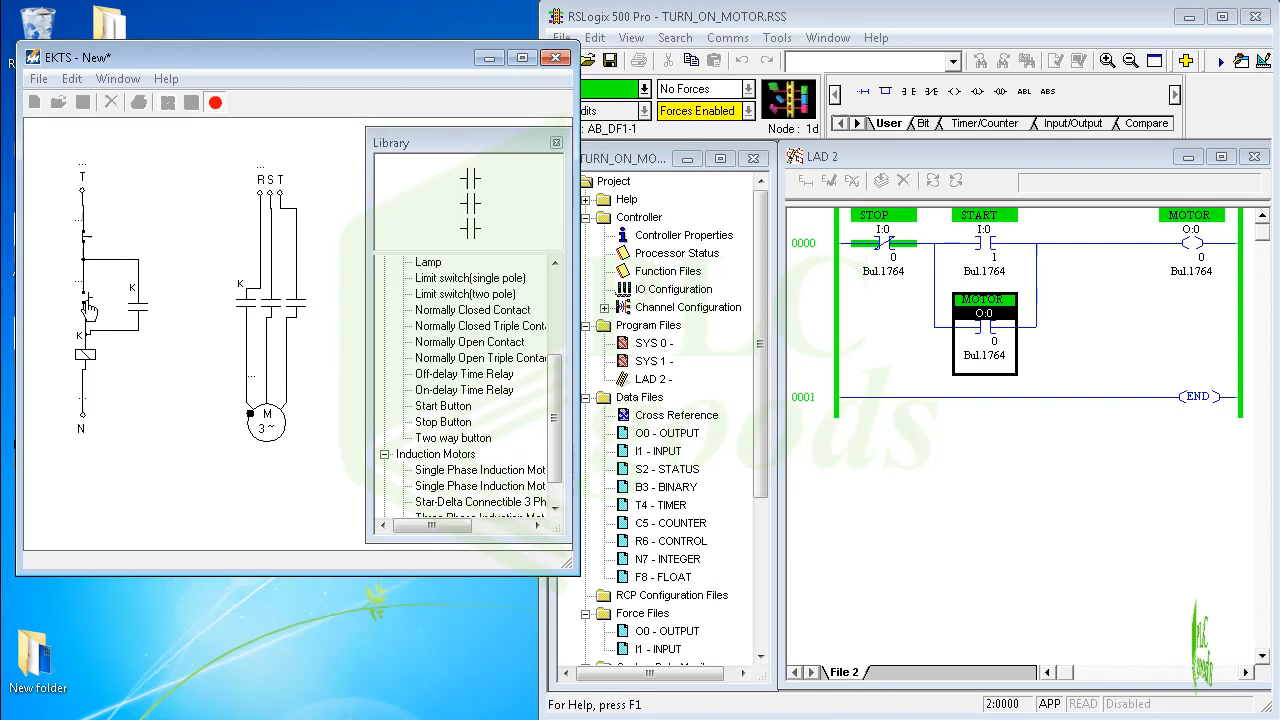 RSLogix 500 Pro - TURN_ON_MOTOR.RSS
EKTS - New*
File Edit Window Help
File Edit View Search Comms Tools Window Help
No Forces
Forces Enabled
: AB_DF1-1
Node : 1d
User Bit Timer/Counter Input/Output Compare
ABL ABS
Library
T
R S T
K
K
K
M
3 ~
N
Lamp
Limit switch(single pole)
Limit switch(two pole)
Normally Closed Contact
Normally Closed Triple Cont
Normally Open Contact
Normally Open Triple Contac
Off-delay Time Relay
On-delay Time Relay
Start Button
Stop Button
Two way button
Induction Motors
Single Phase Induction Mot
Single Phase Induction Mot
Star-Delta Connectible 3 Ph
TURN_ON_MO...
Project
Help
Controller
Controller Properties
Processor Status
Function Files
IO Configuration
Channel Configuration
Program Files
SYS 0 -
SYS 1 -
LAD 2 -
Data Files
Cross Reference
O0 - OUTPUT
I1 - INPUT
S2 - STATUS
B3 - BINARY
T4 - TIMER
C5 - COUNTER
R6 - CONTROL
N7 - INTEGER
F8 - FLOAT
RCP Configuration Files
Force Files
O0 - OUTPUT
I1 - INPUT
LAD 2
STOP START MOTOR
I:0 I:0 O:0
0000
0 1 0
Bul.1764 Bul.1764 Bul.1764
MOTOR
O:0
0
Bul.1764
0001
END
File 2
For Help, press F1
2:0000 APP READ Disabled
New folder